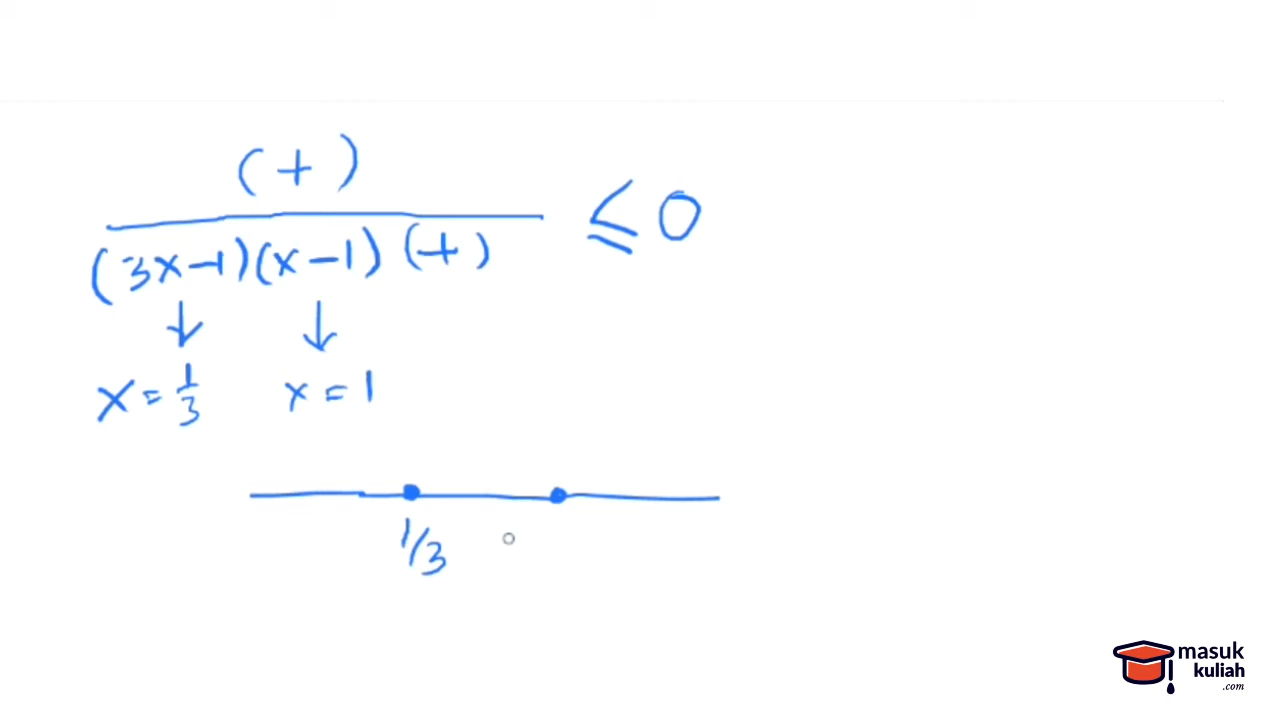 (+)
(3x-1)(x-1)(+)
≤ 0
↓ ↓
x = 1/3 x = 1
1/3
masuk
kuliah
.com